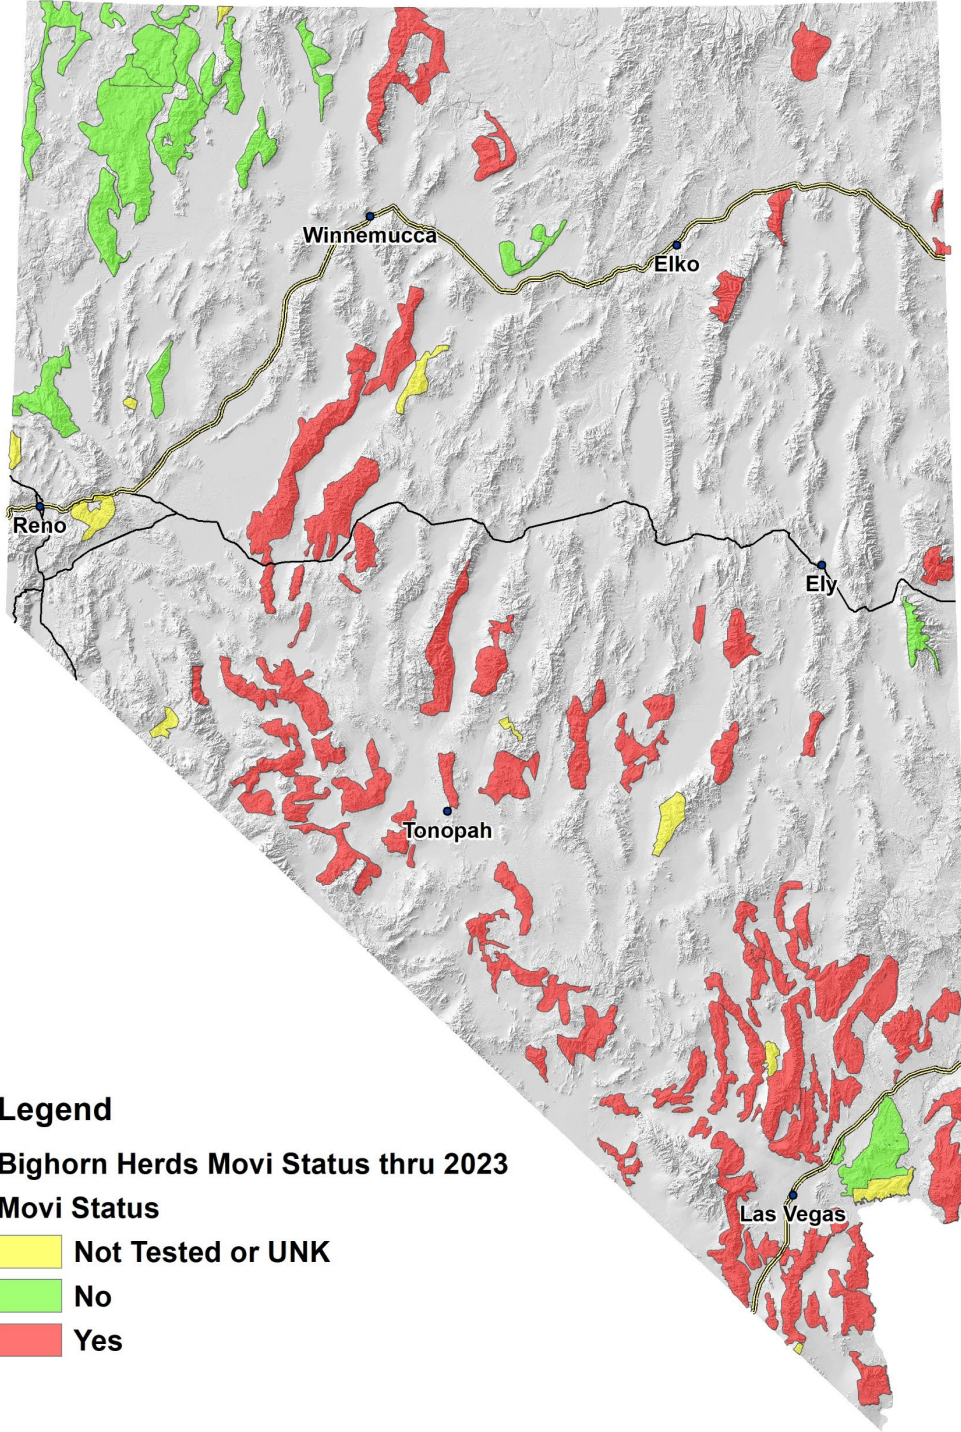 Winnemucca
Elko
Reno
Ely
Tonopah
Las Vegas
Legend
Bighorn Herds Movi Status thru 2023
Movi Status
Not Tested or UNK
No
Yes